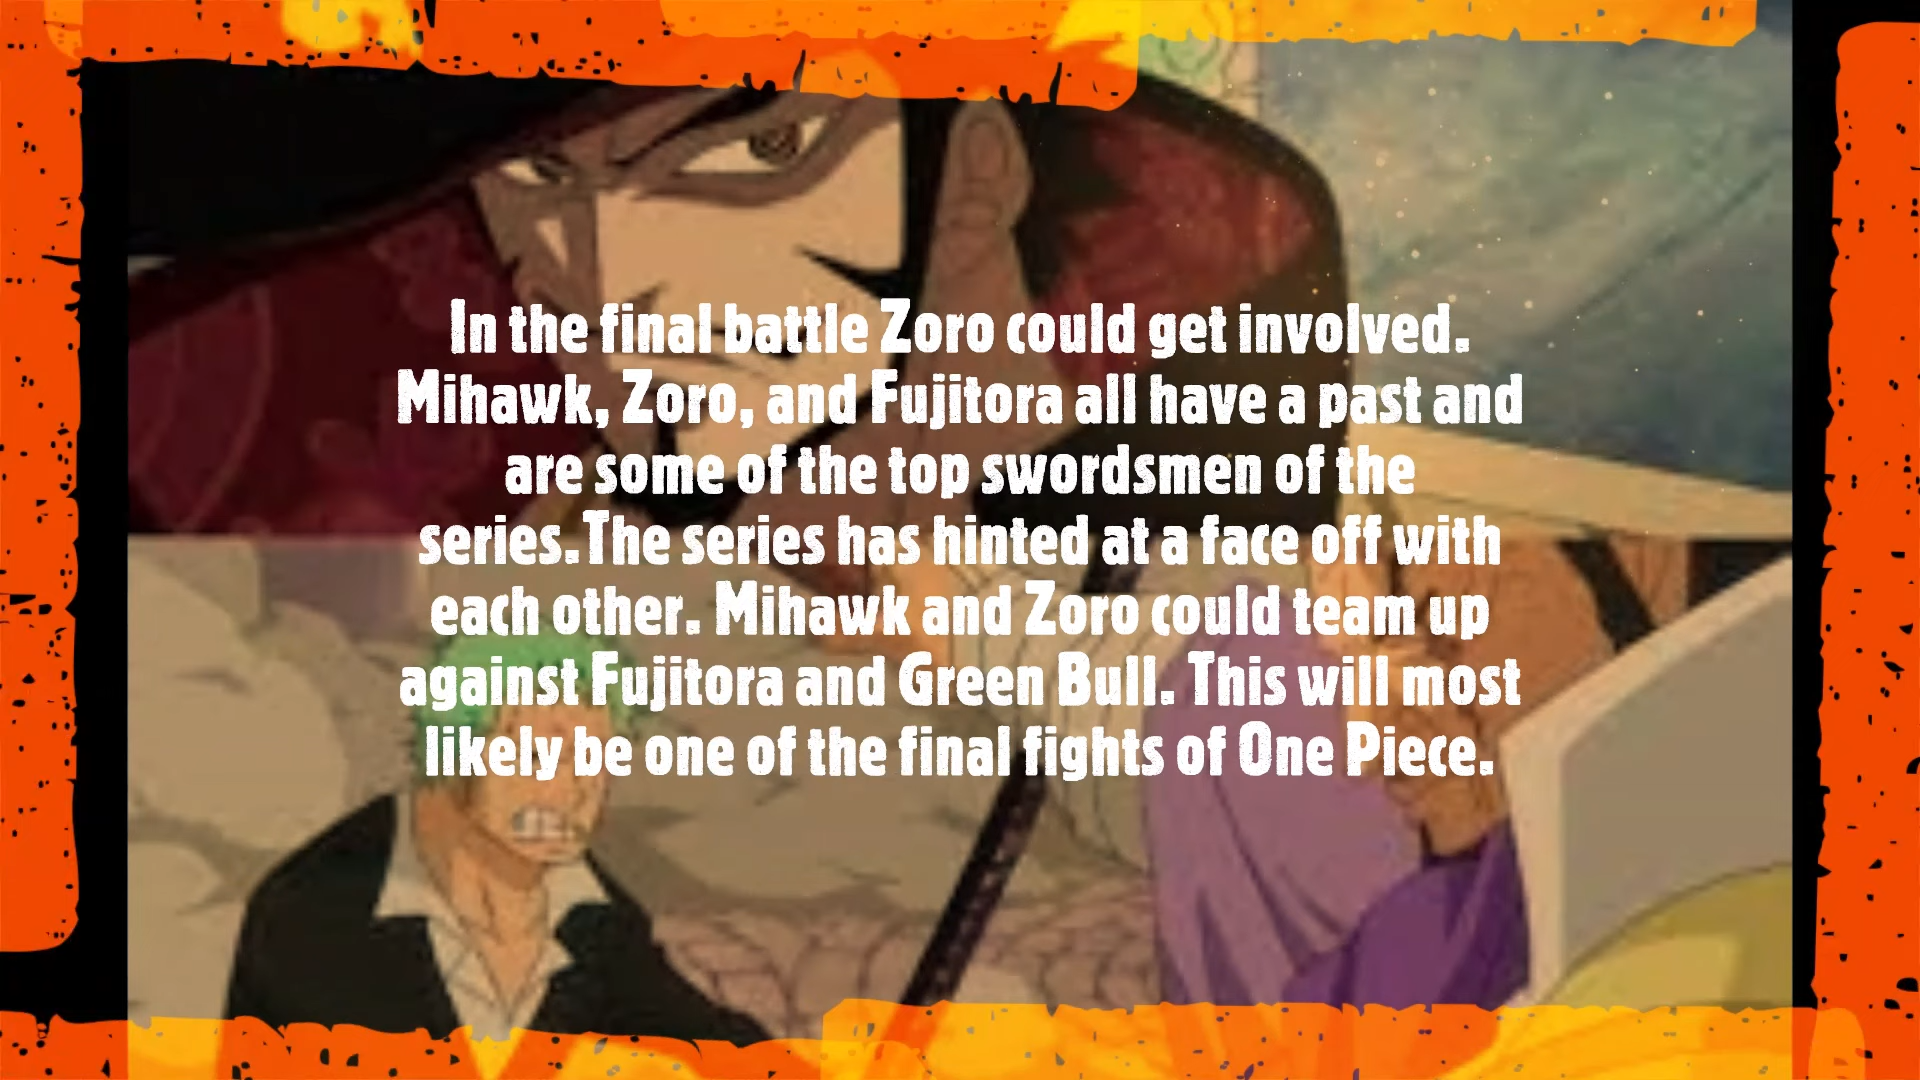 In the final battle Zoro could get involved.
Mihawk, Zoro, and Fujitora all have a past and
are some of the top swordsmen of the
series.The series has hinted at a face off with
each other. Mihawk and Zoro could team up
against Fujitora and Green Bull. This will most
likely be one of the final fights of One Piece.